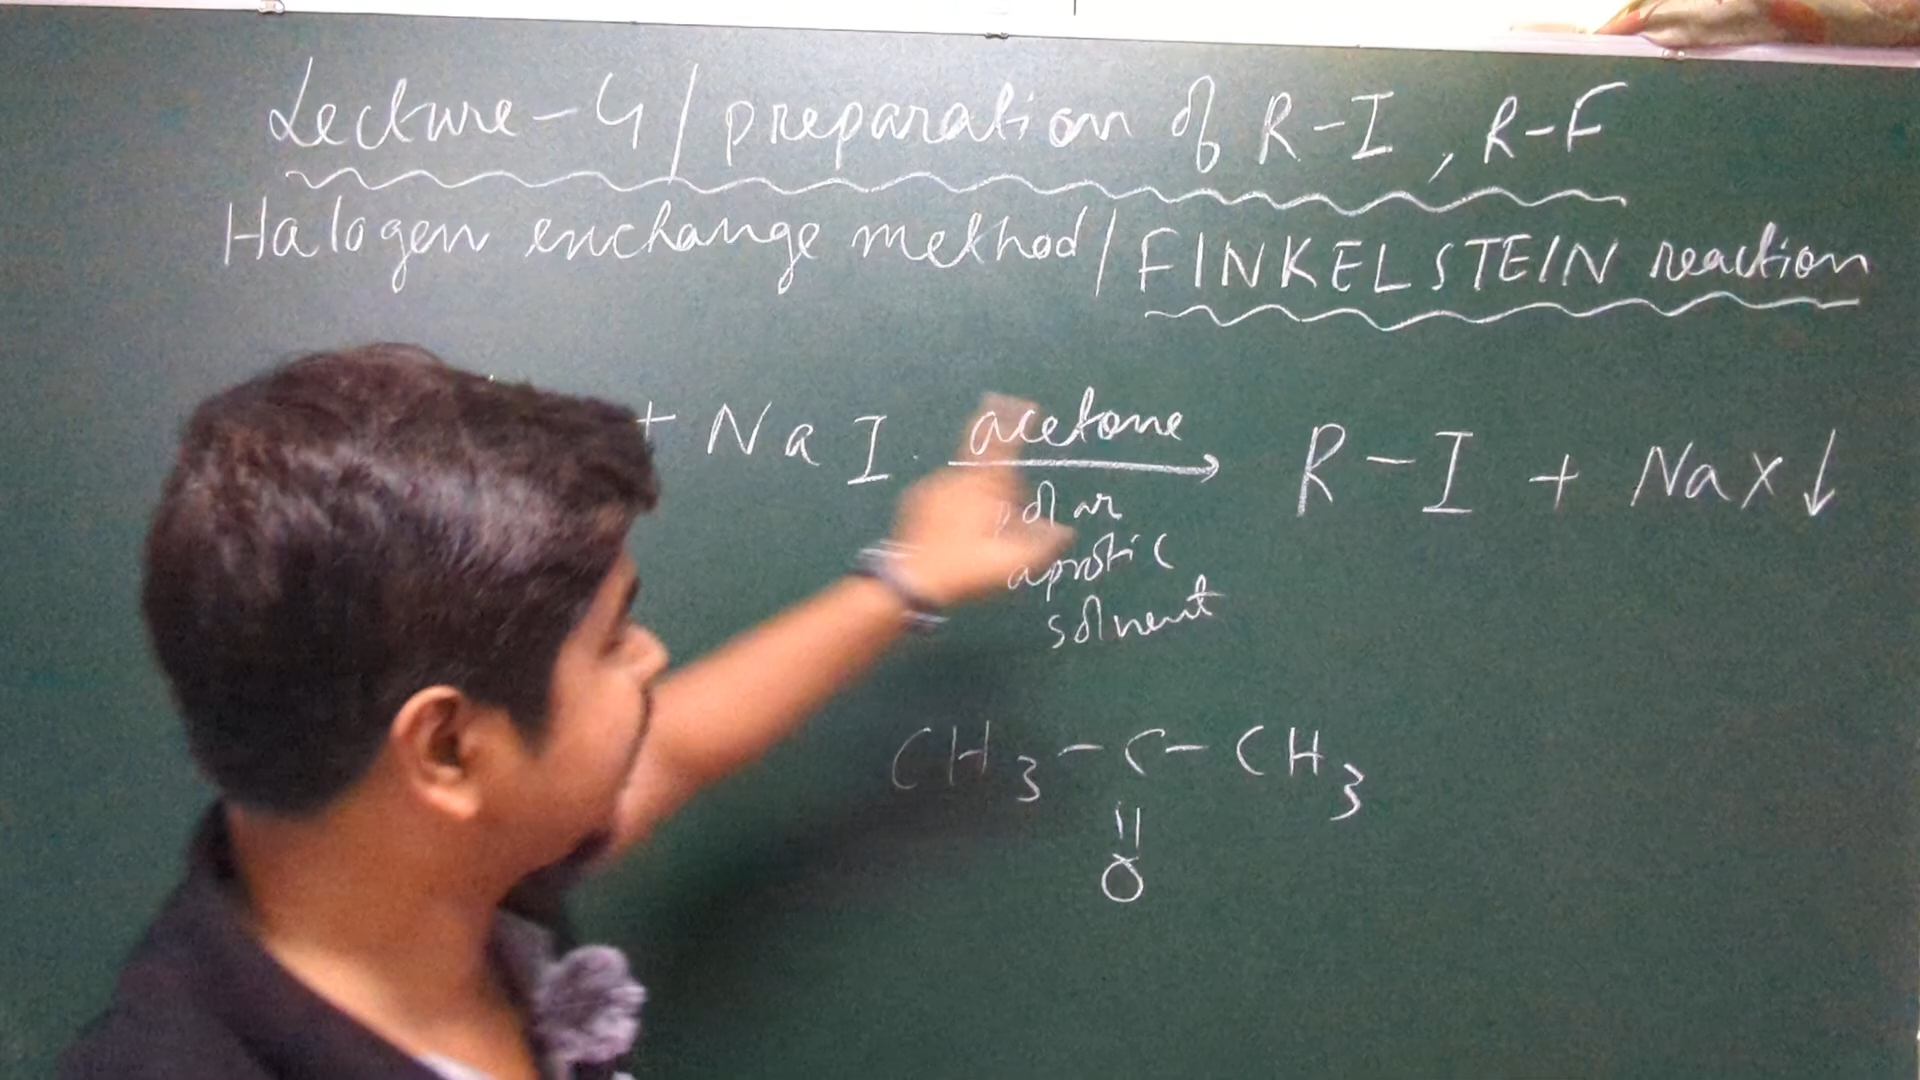 Lecture-4/preparation of R-I, R-F
Halogen exchange method/FINKELSTEIN reaction
+ NaI acetone → R-I + NaX↓
polar
aprotic
solvent
CH3-C-CH3
||
O